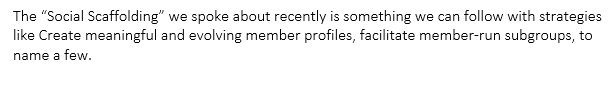 The “Social Scaffolding” we spoke about recently is something we can follow with strategies
like Create meaningful and evolving member profiles, facilitate member-run subgroups, to
name a few.